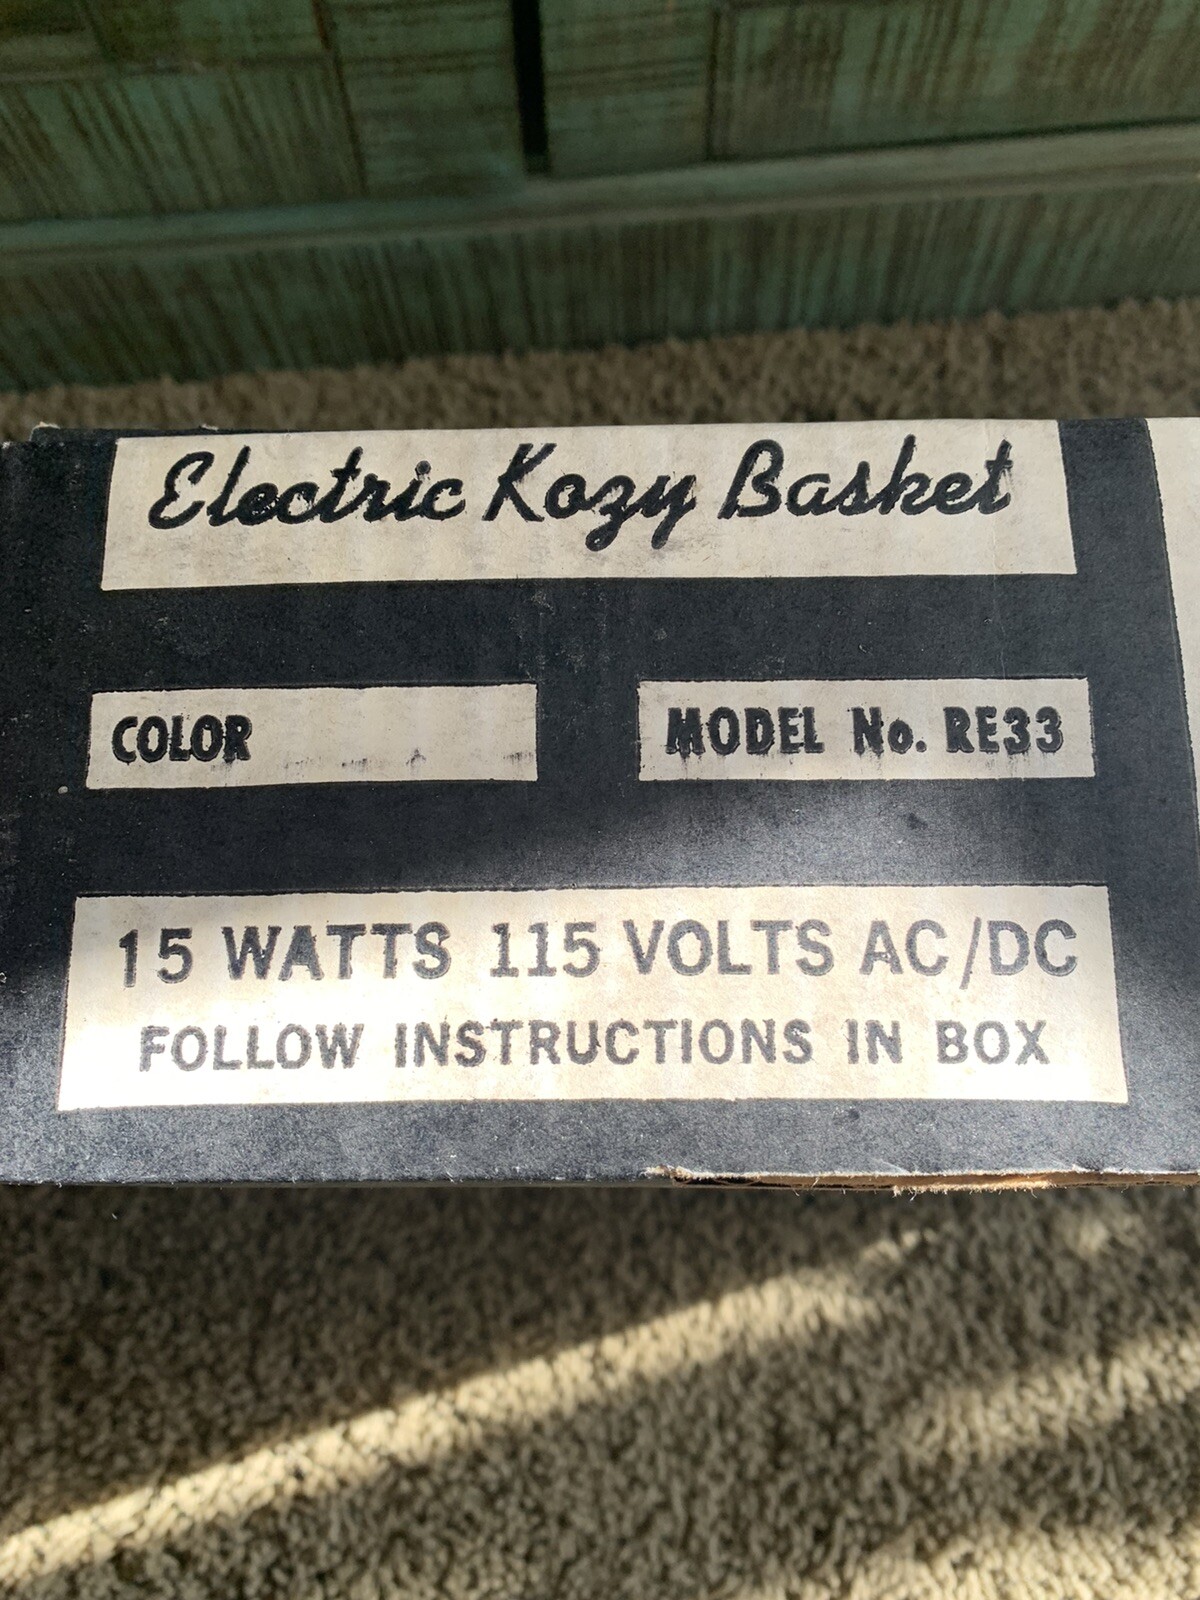 Electric Kozy Basket
COLOR
MODEL No. RE33
15 WATTS 115 VOLTS AC/DC
FOLLOW INSTRUCTIONS IN BOX